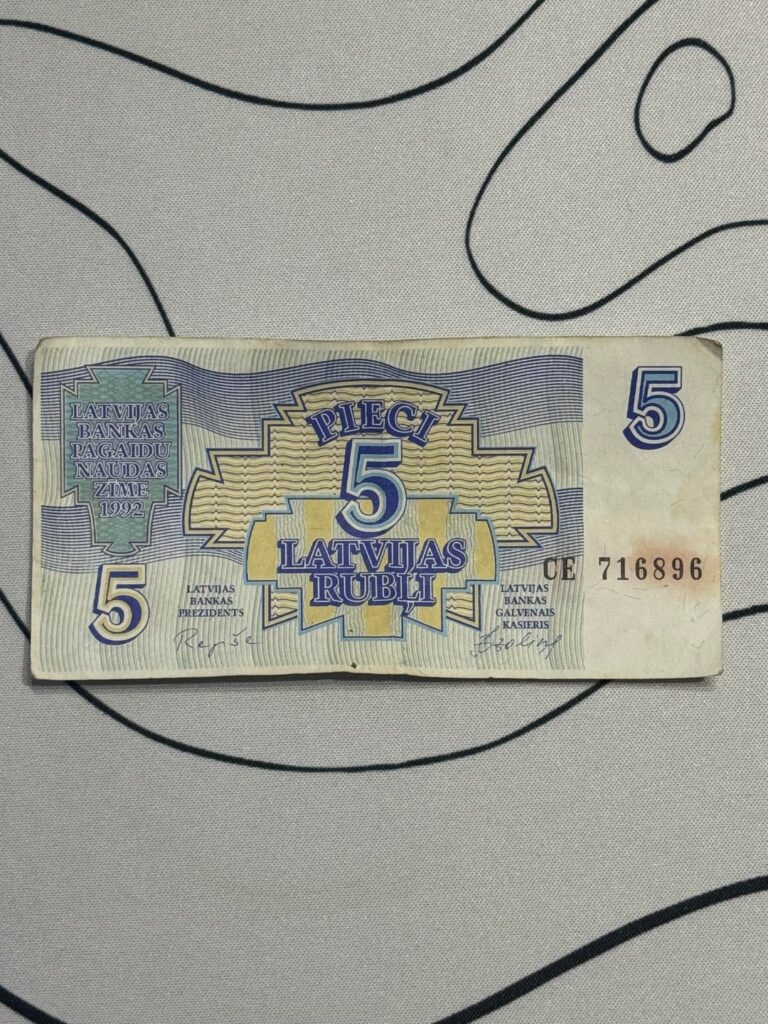 LATVIJAS
BANKAS
PAGAIDU
NAUDAS
ZĪME
1992
5
PIECI
5
LATVIJAS
RUBĻI
LATVIJAS
BANKAS
PREZIDENTS
LATVIJAS
BANKAS
GALVENAIS
KASIERIS
5
CE 716896